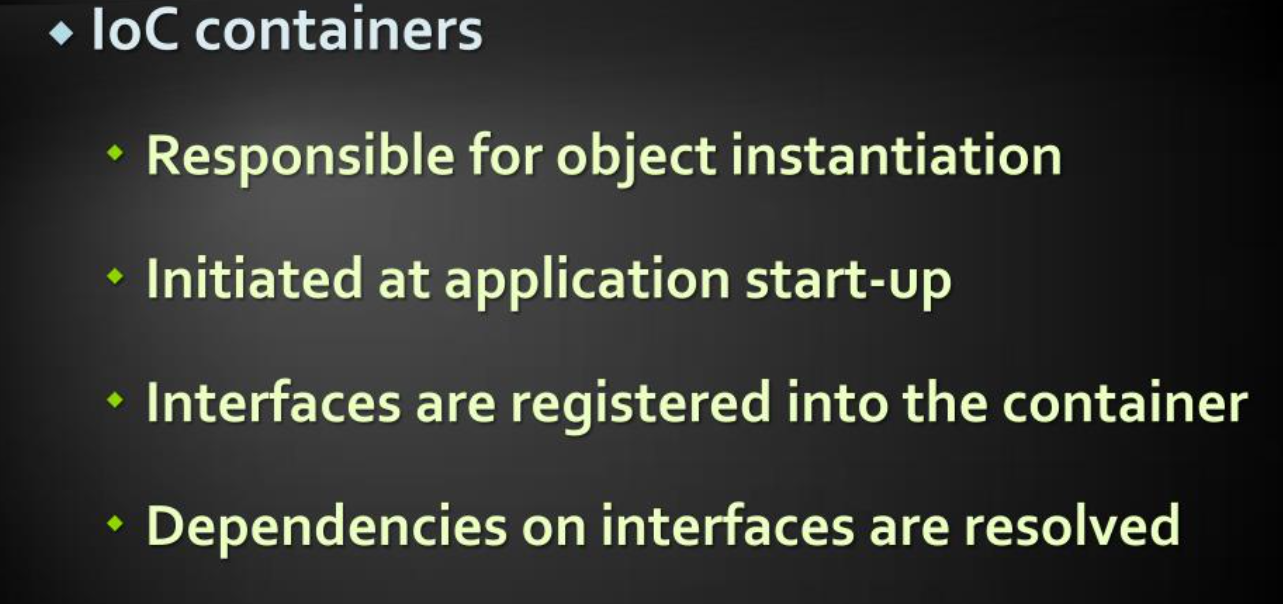 IoC containers
Responsible for object instantiation
Initiated at application start-up
Interfaces are registered into the container
Dependencies on interfaces are resolved